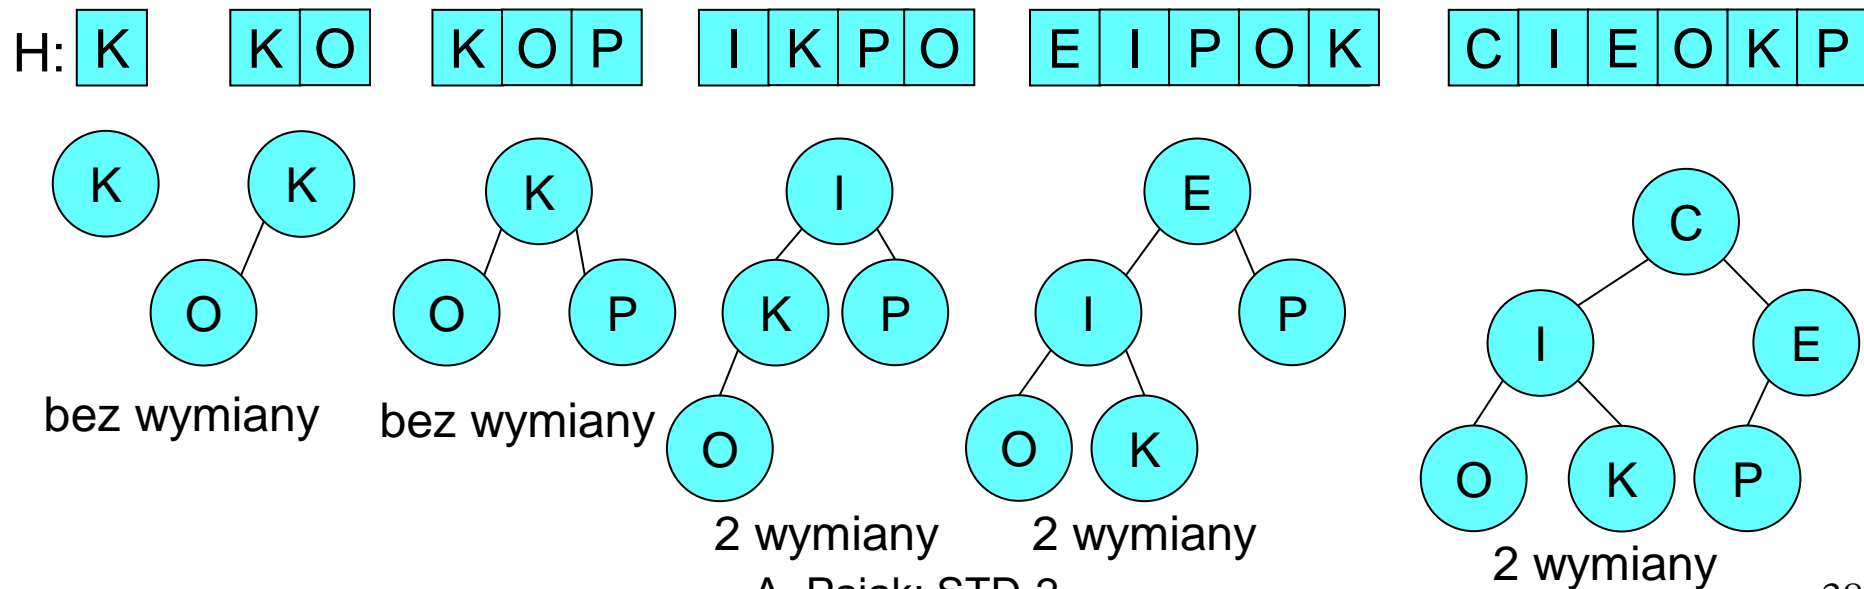 H: K K O K O P I K P O E I P O K C I E O K P
K K K I E C
O O P K P I P I E
bez wymiany bez wymiany
O O K O K P
2 wymiany 2 wymiany
2 wymiany